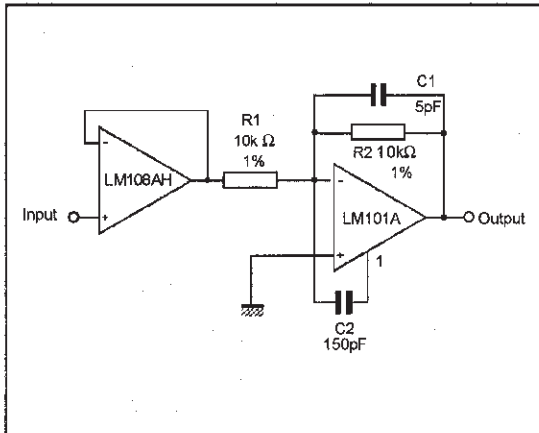 C1
5pF
R1
10k Ω
1%
R2 10kΩ
1%
-
-
LM108AH
LM101A
Input
+
Output
+
1
C2
150pF